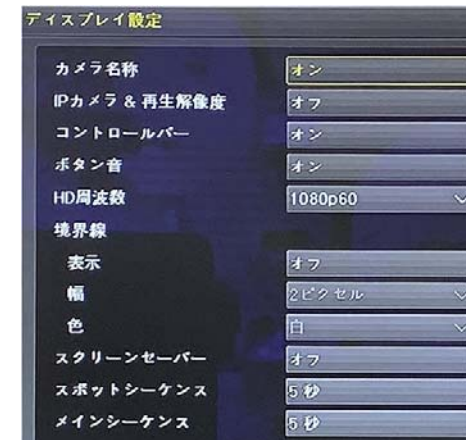 ディスプレイ設定
カメラ名称 オン
IPカメラ & 再生解像度 オフ
コントロールバー オン
ボタン音 オン
HD周波数 1080p60
境界線
表示 オフ
幅 2ピクセル
色 白
スクリーンセーバー オフ
スポットシーケンス 5 秒
メインシーケンス 5 秒